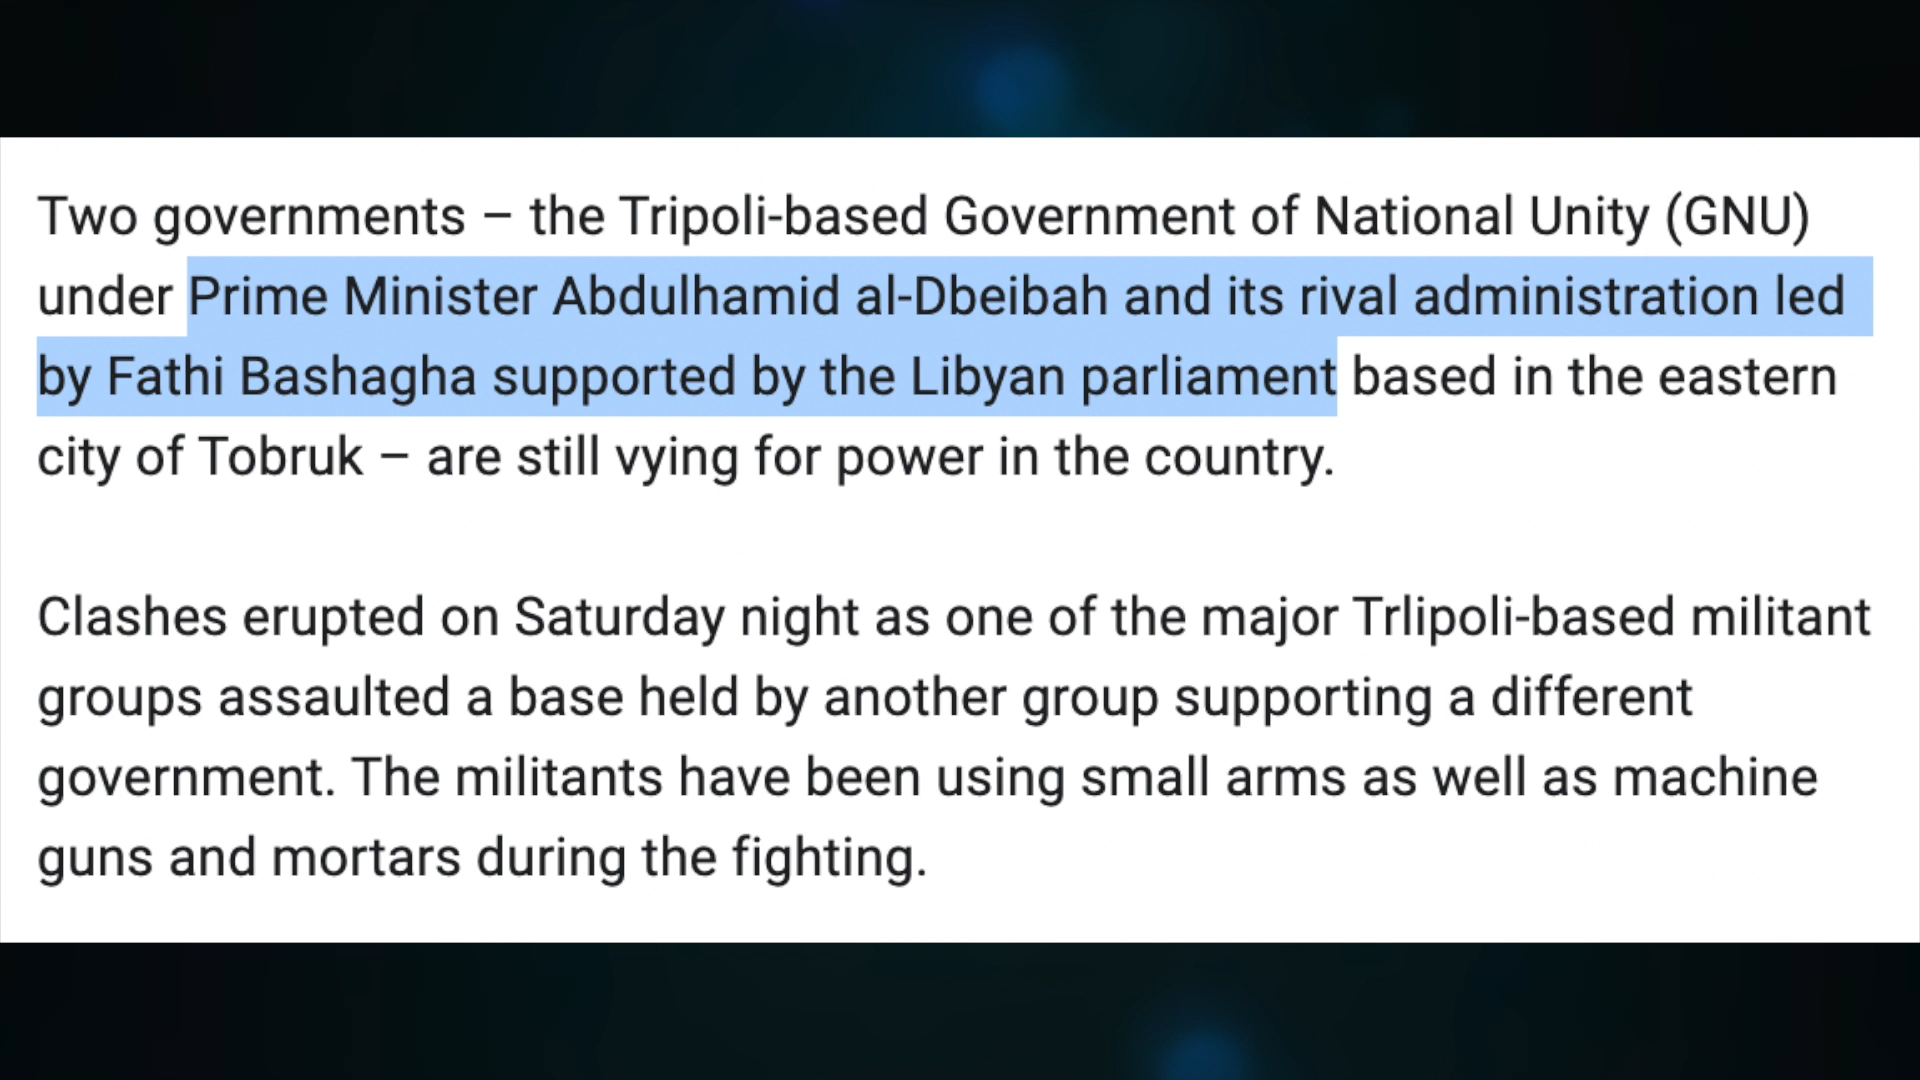 Two governments – the Tripoli-based Government of National Unity (GNU)
under Prime Minister Abdulhamid al-Dbeibah and its rival administration led
by Fathi Bashagha supported by the Libyan parliament based in the eastern
city of Tobruk – are still vying for power in the country.
Clashes erupted on Saturday night as one of the major Trlipoli-based militant
groups assaulted a base held by another group supporting a different
government. The militants have been using small arms as well as machine
guns and mortars during the fighting.